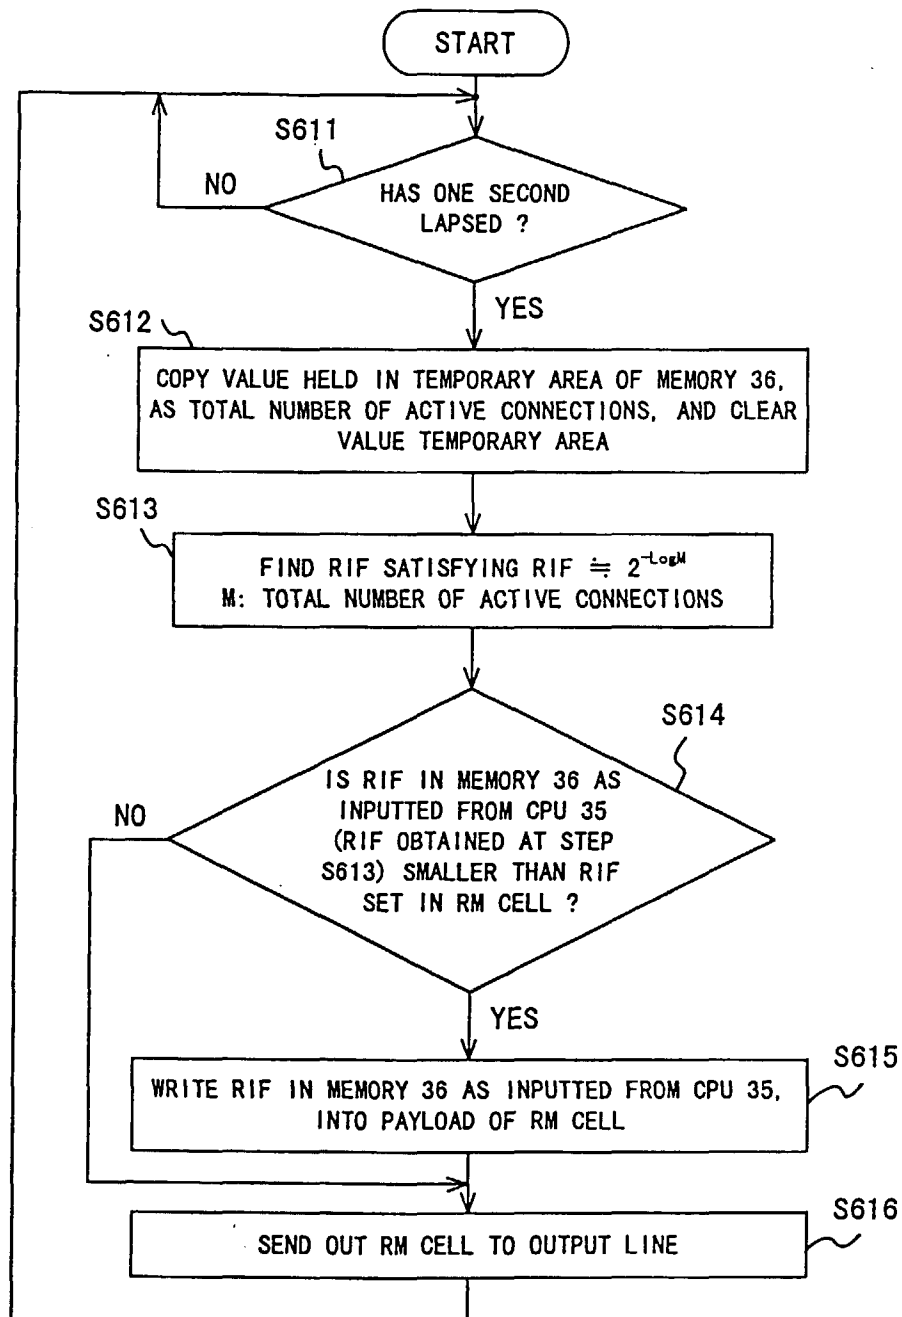 START
S611
NO
HAS ONE SECOND
LAPSED ?
YES
S612
COPY VALUE HELD IN TEMPORARY AREA OF MEMORY 36,
AS TOTAL NUMBER OF ACTIVE CONNECTIONS, AND CLEAR
VALUE TEMPORARY AREA
S613
FIND RIF SATISFYING RIF ≒ 2^{-LogM}
M: TOTAL NUMBER OF ACTIVE CONNECTIONS
S614
NO
IS RIF IN MEMORY 36 AS
INPUTTED FROM CPU 35
(RIF OBTAINED AT STEP
S613) SMALLER THAN RIF
SET IN RM CELL ?
YES
S615
WRITE RIF IN MEMORY 36 AS INPUTTED FROM CPU 35,
INTO PAYLOAD OF RM CELL
S616
SEND OUT RM CELL TO OUTPUT LINE